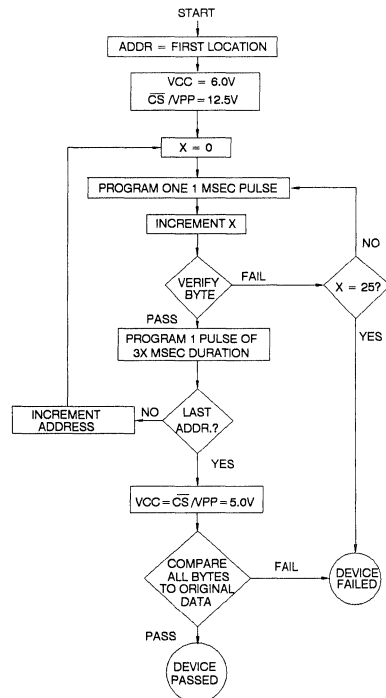 START
ADDR = FIRST LOCATION
VCC = 6.0V
C̅S̅/VPP=12.5V
X = 0
PROGRAM ONE 1 MSEC PULSE
INCREMENT X
NO
VERIFY
BYTE
FAIL
X = 25?
PASS
YES
PROGRAM 1 PULSE OF
3X MSEC DURATION
INCREMENT
ADDRESS
NO
LAST
ADDR.?
YES
VCC=C̅S̅/VPP=5.0V
COMPARE
ALL BYTES
TO ORIGINAL
DATA
FAIL
DEVICE
FAILED
PASS
DEVICE
PASSED